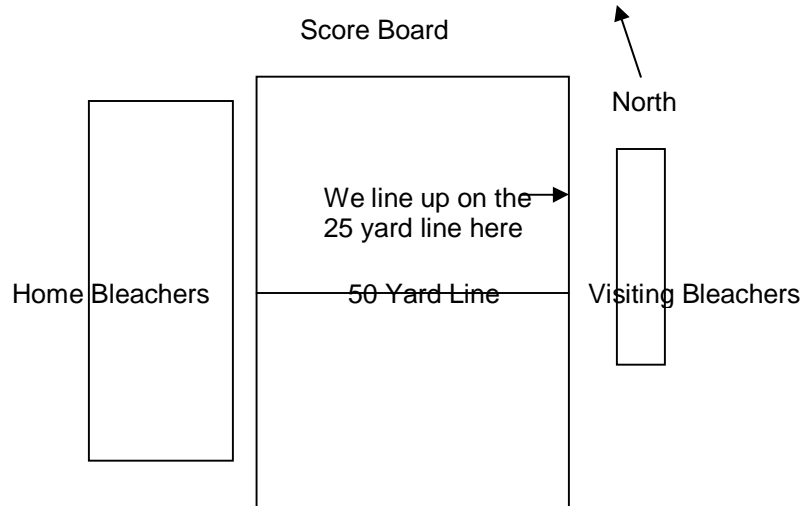 Score Board
North
We line up on the
25 yard line here
Home Bleachers
50 Yard Line
Visiting Bleachers